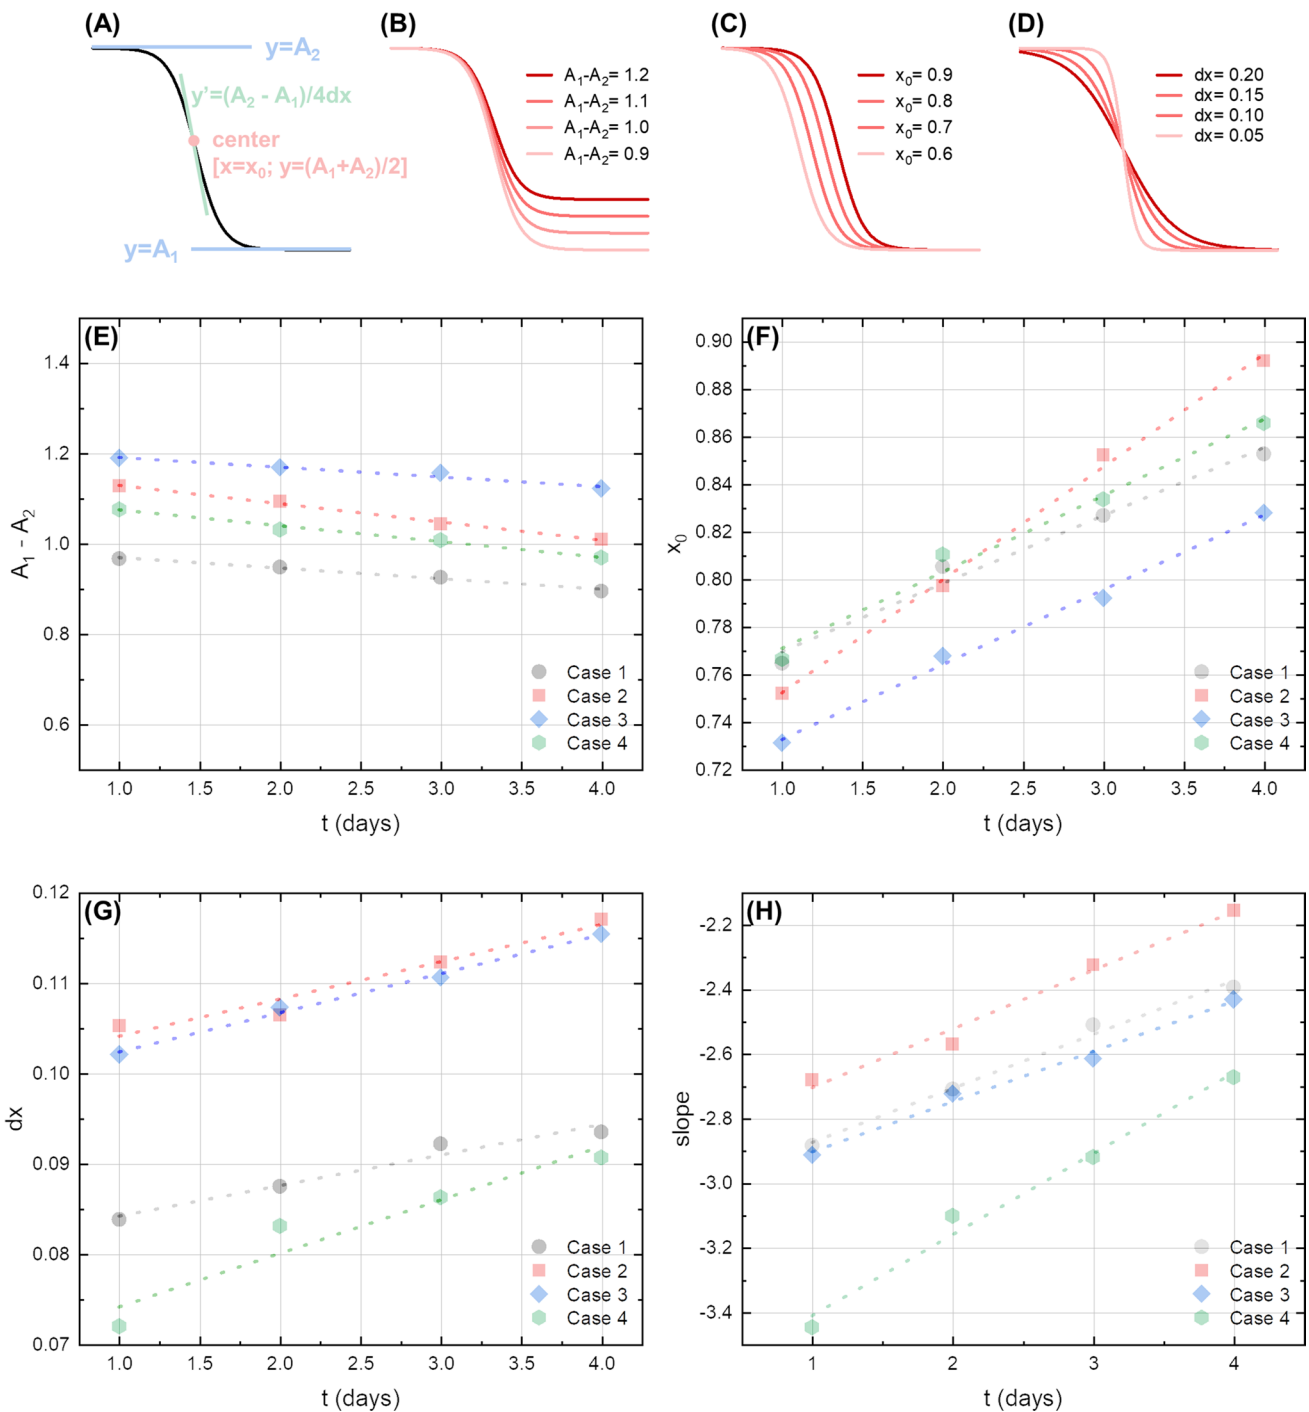 (A)
y=A2
y'=(A2 - A1)/4dx
center
[x=x0; y=(A1+A2)/2]
y=A1
(B)
A1-A2= 1.2
A1-A2= 1.1
A1-A2= 1.0
A1-A2= 0.9
(C)
x0= 0.9
x0= 0.8
x0= 0.7
x0= 0.6
(D)
dx= 0.20
dx= 0.15
dx= 0.10
dx= 0.05
(E)
A1 - A2
1.4
1.2
1.0
0.8
0.6
Case 1
Case 2
Case 3
Case 4
1.0 1.5 2.0 2.5 3.0 3.5 4.0
t (days)
(F)
x0
0.90
0.88
0.86
0.84
0.82
0.80
0.78
0.76
0.74
0.72
Case 1
Case 2
Case 3
Case 4
1.0 1.5 2.0 2.5 3.0 3.5 4.0
t (days)
(G)
dx
0.12
0.11
0.10
0.09
0.08
0.07
Case 1
Case 2
Case 3
Case 4
1.0 1.5 2.0 2.5 3.0 3.5 4.0
t (days)
(H)
slope
-2.2
-2.4
-2.6
-2.8
-3.0
-3.2
-3.4
Case 1
Case 2
Case 3
Case 4
1 2 3 4
t (days)